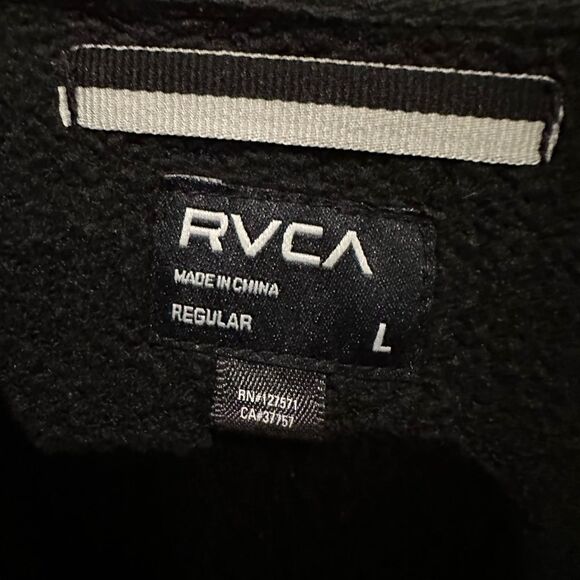 RVCA
MADE IN CHINA
REGULAR
L
RN#127571
CA#37757